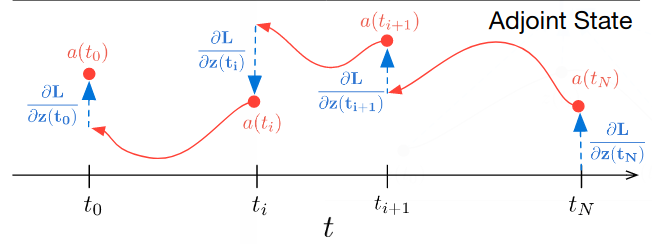 Adjoint State
a(t_{i+1})
∂L/∂z(t_i)
a(t_0)
∂L/∂z(t_{i+1})
a(t_N)
∂L/∂z(t_0)
a(t_i)
∂L/∂z(t_N)
t_0 t_i t_{i+1} t_N
t